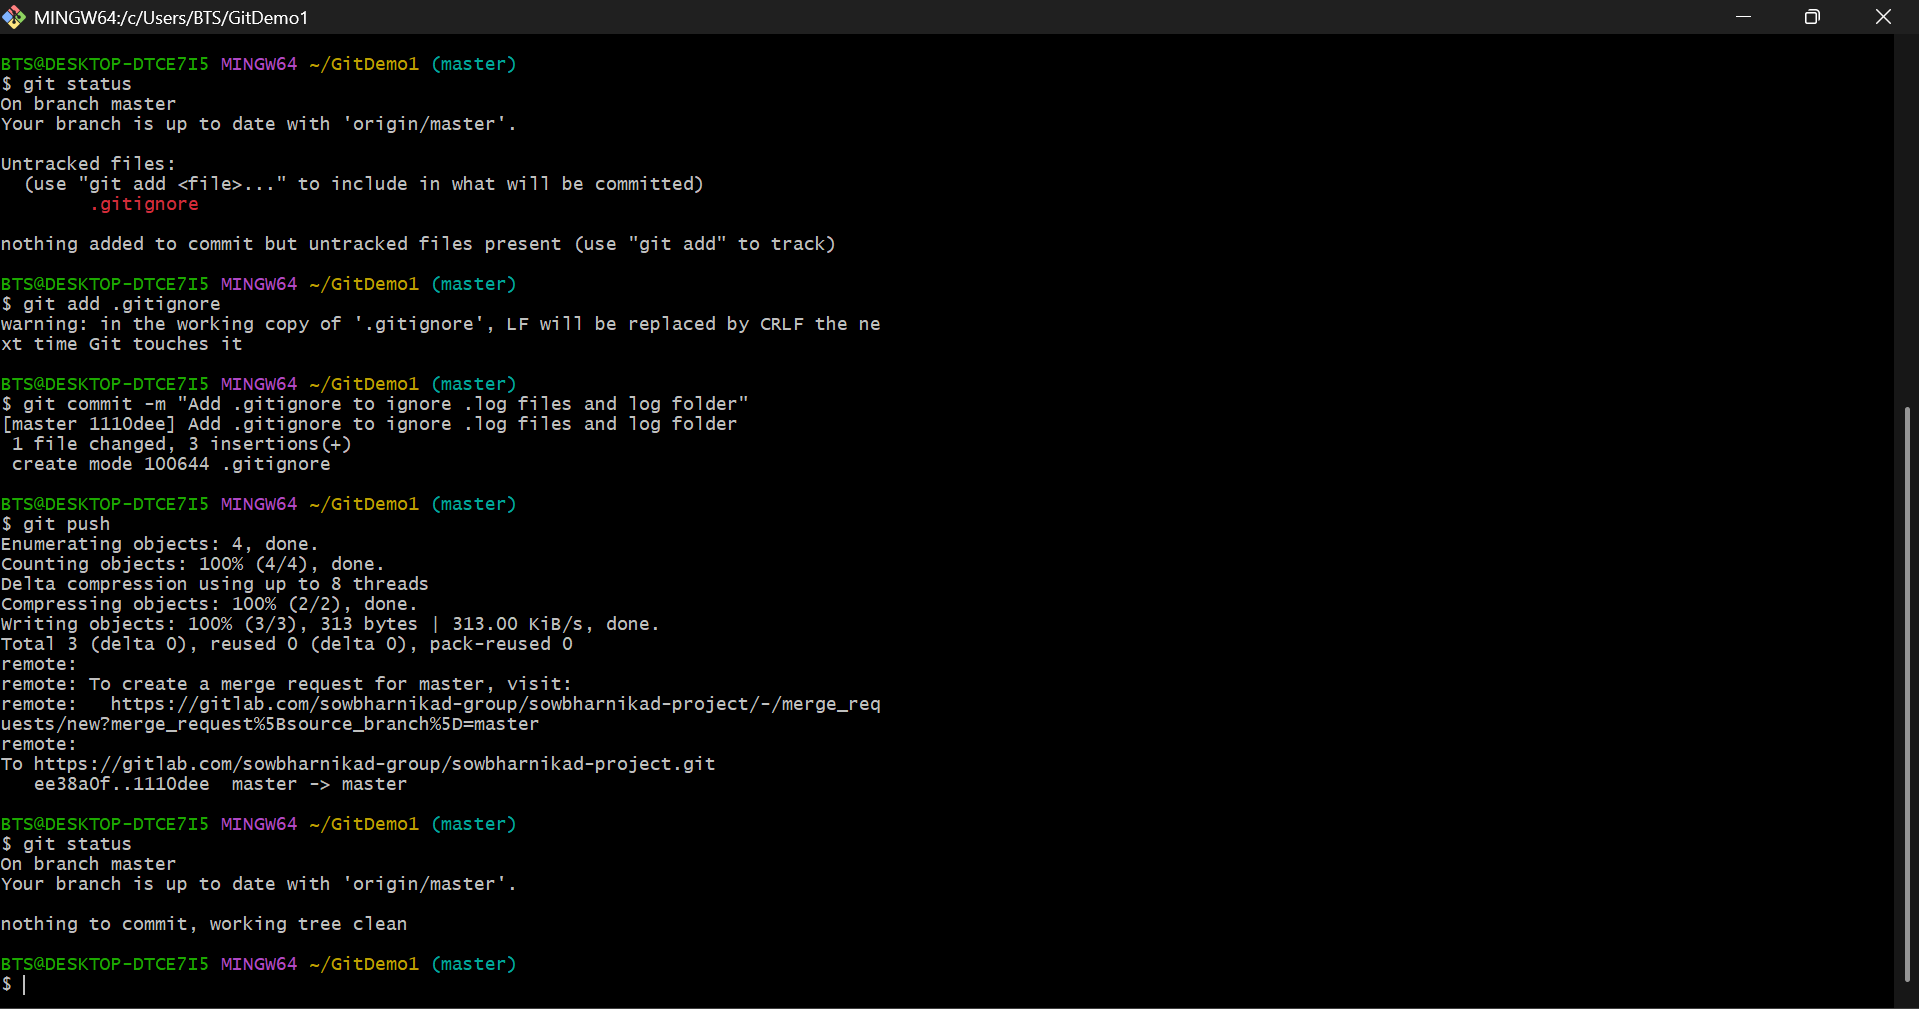 MINGW64:/c/Users/BTS/GitDemo1
BTS@DESKTOP-DTCE7I5 MINGW64 ~/GitDemo1 (master)
$ git status
On branch master
Your branch is up to date with 'origin/master'.
Untracked files:
  (use "git add <file>..." to include in what will be committed)
        .gitignore
nothing added to commit but untracked files present (use "git add" to track)
BTS@DESKTOP-DTCE7I5 MINGW64 ~/GitDemo1 (master)
$ git add .gitignore
warning: in the working copy of '.gitignore', LF will be replaced by CRLF the ne
xt time Git touches it
BTS@DESKTOP-DTCE7I5 MINGW64 ~/GitDemo1 (master)
$ git commit -m "Add .gitignore to ignore .log files and log folder"
[master 1110dee] Add .gitignore to ignore .log files and log folder
 1 file changed, 3 insertions(+)
 create mode 100644 .gitignore
BTS@DESKTOP-DTCE7I5 MINGW64 ~/GitDemo1 (master)
$ git push
Enumerating objects: 4, done.
Counting objects: 100% (4/4), done.
Delta compression using up to 8 threads
Compressing objects: 100% (2/2), done.
Writing objects: 100% (3/3), 313 bytes | 313.00 KiB/s, done.
Total 3 (delta 0), reused 0 (delta 0), pack-reused 0
remote:
remote: To create a merge request for master, visit:
remote:   https://gitlab.com/sowbharnikad-group/sowbharnikad-project/-/merge_req
uests/new?merge_request%5Bsource_branch%5D=master
remote:
To https://gitlab.com/sowbharnikad-group/sowbharnikad-project.git
   ee38a0f..1110dee  master -> master
BTS@DESKTOP-DTCE7I5 MINGW64 ~/GitDemo1 (master)
$ git status
On branch master
Your branch is up to date with 'origin/master'.
nothing to commit, working tree clean
BTS@DESKTOP-DTCE7I5 MINGW64 ~/GitDemo1 (master)
$